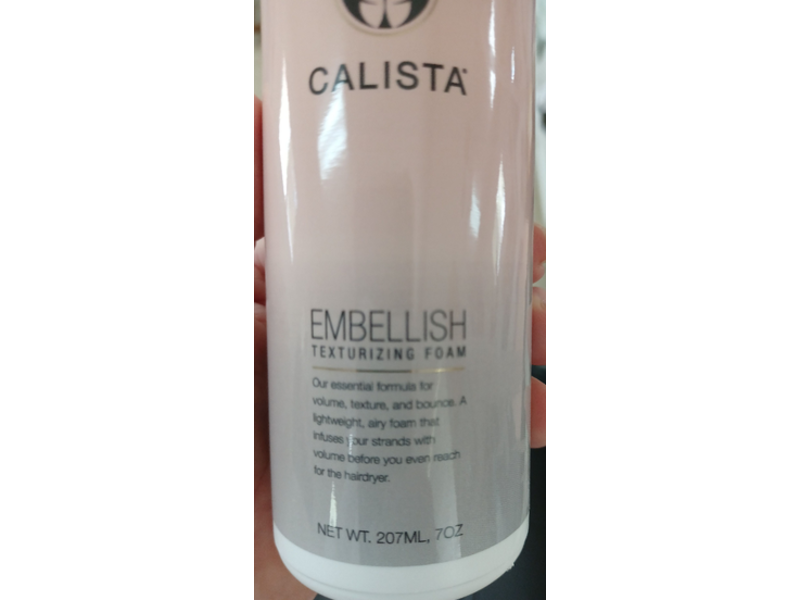 CALISTA
EMBELLISH
TEXTURIZING FOAM
Our essential formula for
volume, texture, and bounce. A
lightweight, airy foam that
infuses your strands with
volume before you even reach
for the hairdryer.
NET WT. 207ML, 7OZ